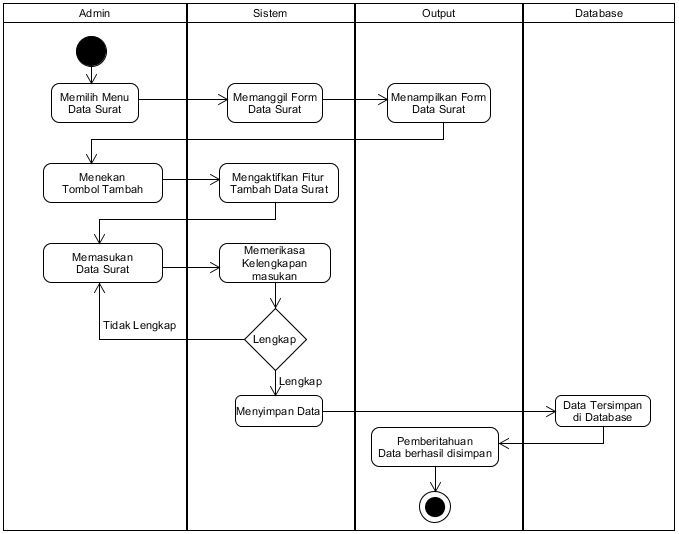 Admin
Sistem
Output
Database
Memilih Menu
Data Surat
Memanggil Form
Data Surat
Menampilkan Form
Data Surat
Menekan
Tombol Tambah
Mengaktifkan Fitur
Tambah Data Surat
Memasukan
Data Surat
Memerikasa
Kelengkapan
masukan
Tidak Lengkap
Lengkap
Lengkap
Menyimpan Data
Data Tersimpan
di Database
Pemberitahuan
Data berhasil disimpan